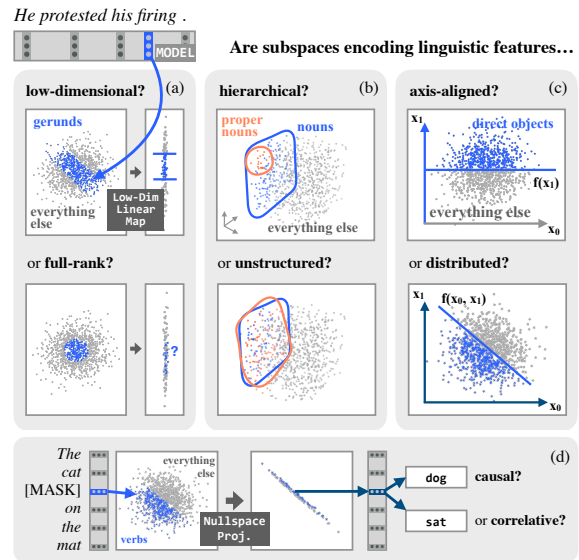 He protested his firing .
MODEL
Are subspaces encoding linguistic features…
(a)
low-dimensional?
gerunds
everything
else
Low-Dim
Linear
Map
or full-rank?
?
(b)
hierarchical?
proper
nouns
nouns
everything else
or unstructured?
(c)
axis-aligned?
x₁
direct objects
f(x₁)
everything else
x₀
or distributed?
x₁
f(x₀, x₁)
x₀
(d)
The
cat
[MASK]
on
the
mat
everything
else
verbs
Nullspace
Proj.
dog
causal?
sat
or correlative?